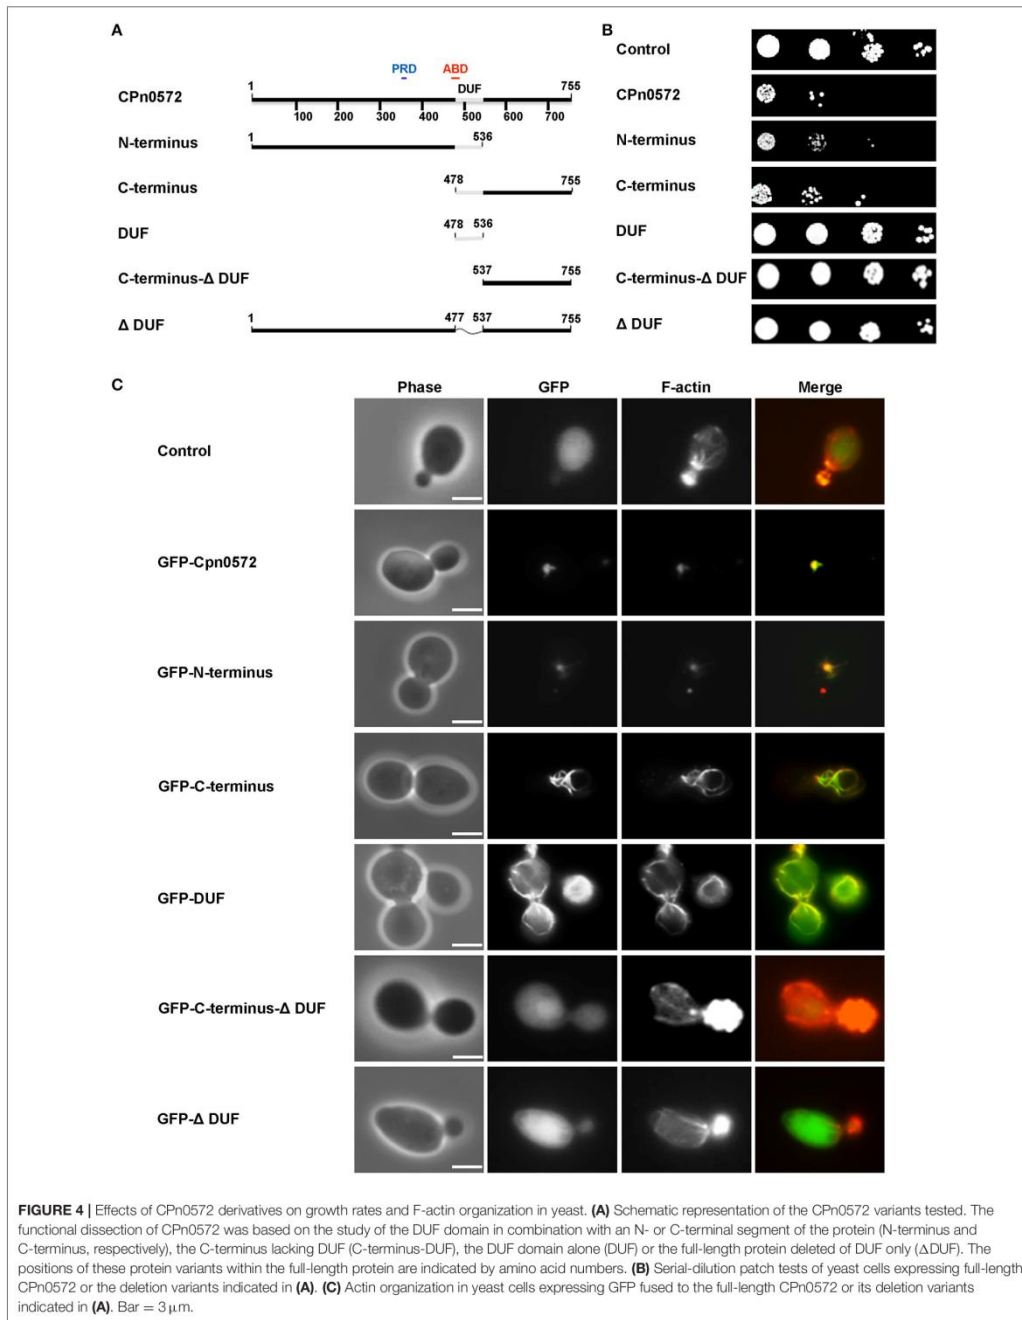 A
B
PRD ABD
1 DUF 755
CPn0572
100 200 300 400 500 600 700
N-terminus 1 536
C-terminus 478 755
DUF 478 536
C-terminus-Δ DUF 537 755
Δ DUF 1 477 537 755
Control
CPn0572
N-terminus
C-terminus
DUF
C-terminus-Δ DUF
Δ DUF
C
Phase GFP F-actin Merge
Control
GFP-Cpn0572
GFP-N-terminus
GFP-C-terminus
GFP-DUF
GFP-C-terminus-Δ DUF
GFP-Δ DUF
FIGURE 4 | Effects of CPn0572 derivatives on growth rates and F-actin organization in yeast. (A) Schematic representation of the CPn0572 variants tested. The
functional dissection of CPn0572 was based on the study of the DUF domain in combination with an N- or C-terminal segment of the protein (N-terminus and
C-terminus, respectively), the C-terminus lacking DUF (C-terminus-DUF), the DUF domain alone (DUF) or the full-length protein deleted of DUF only (ΔDUF). The
positions of these protein variants within the full-length protein are indicated by amino acid numbers. (B) Serial-dilution patch tests of yeast cells expressing full-length
CPn0572 or the deletion variants indicated in (A). (C) Actin organization in yeast cells expressing GFP fused to the full-length CPn0572 or its deletion variants
indicated in (A). Bar = 3 μm.